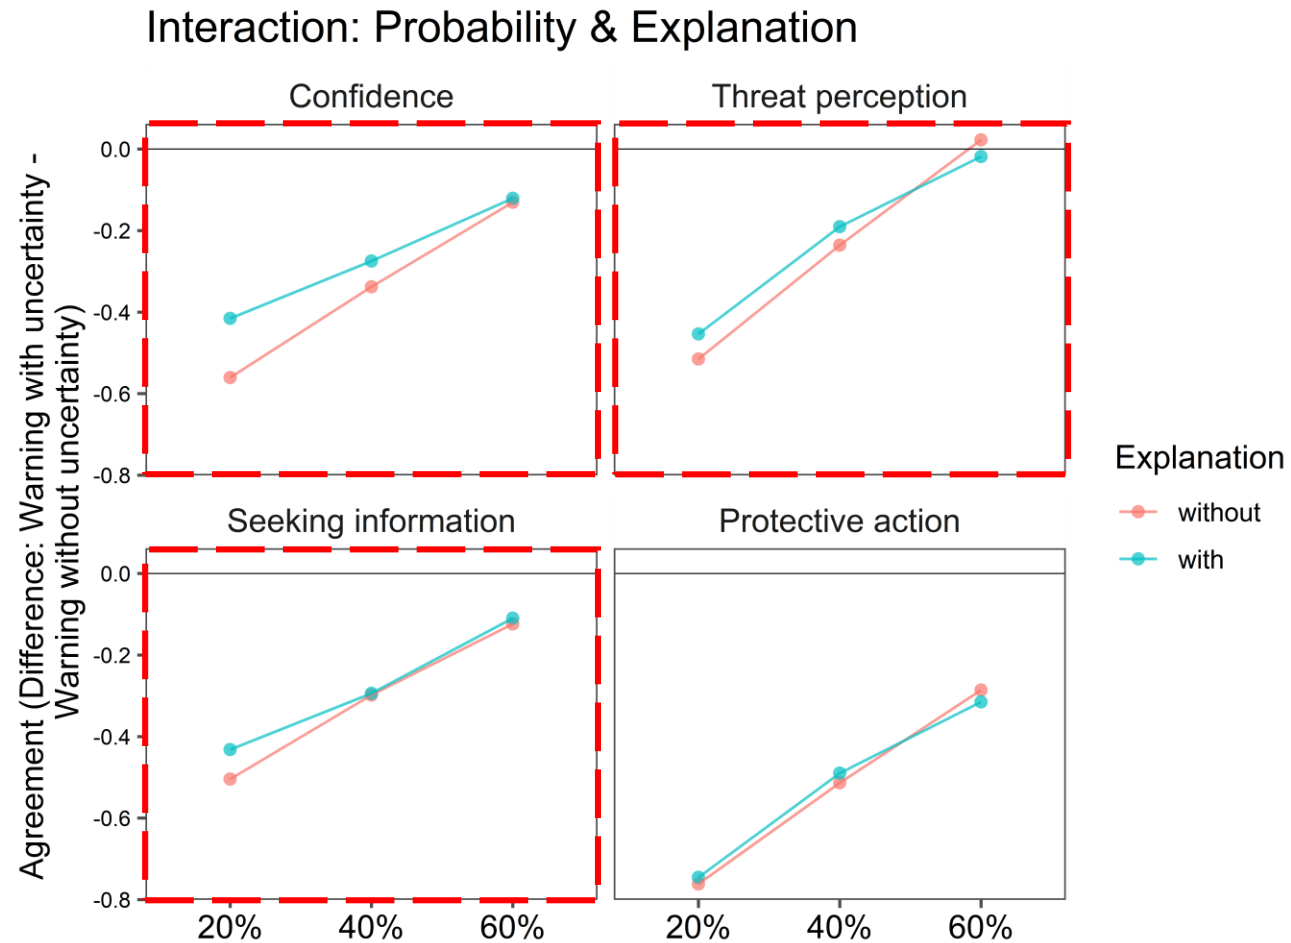 Interaction: Probability & Explanation
Confidence
Threat perception
0.0
-0.2
-0.4
-0.6
-0.8
Agreement (Difference: Warning with uncertainty -
Warning without uncertainty)
Seeking information
Protective action
0.0
-0.2
-0.4
-0.6
-0.8
20% 40% 60%
20% 40% 60%
Explanation
without
with